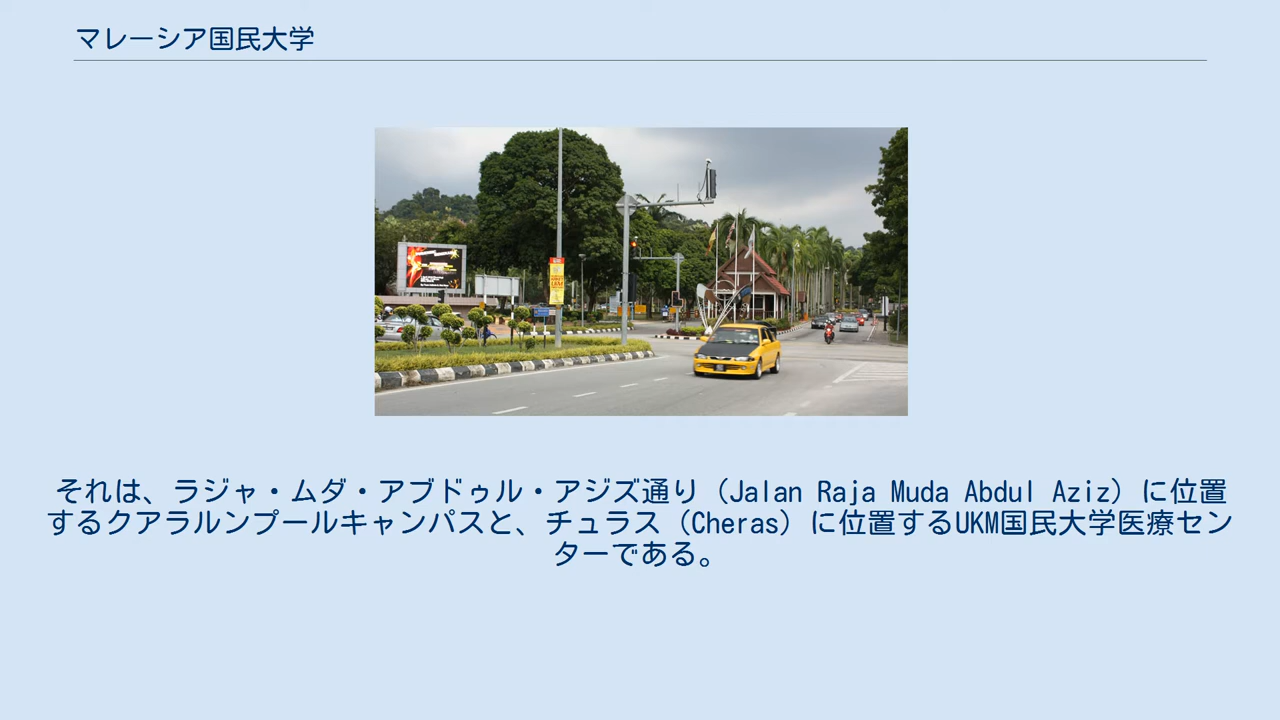 マレーシア国民大学
それは、ラジャ・ムダ・アブドゥル・アジズ通り（Jalan Raja Muda Abdul Aziz）に位置
するクアラルンプールキャンパスと、チュラス（Cheras）に位置するUKM国民大学医療セン
ターである。